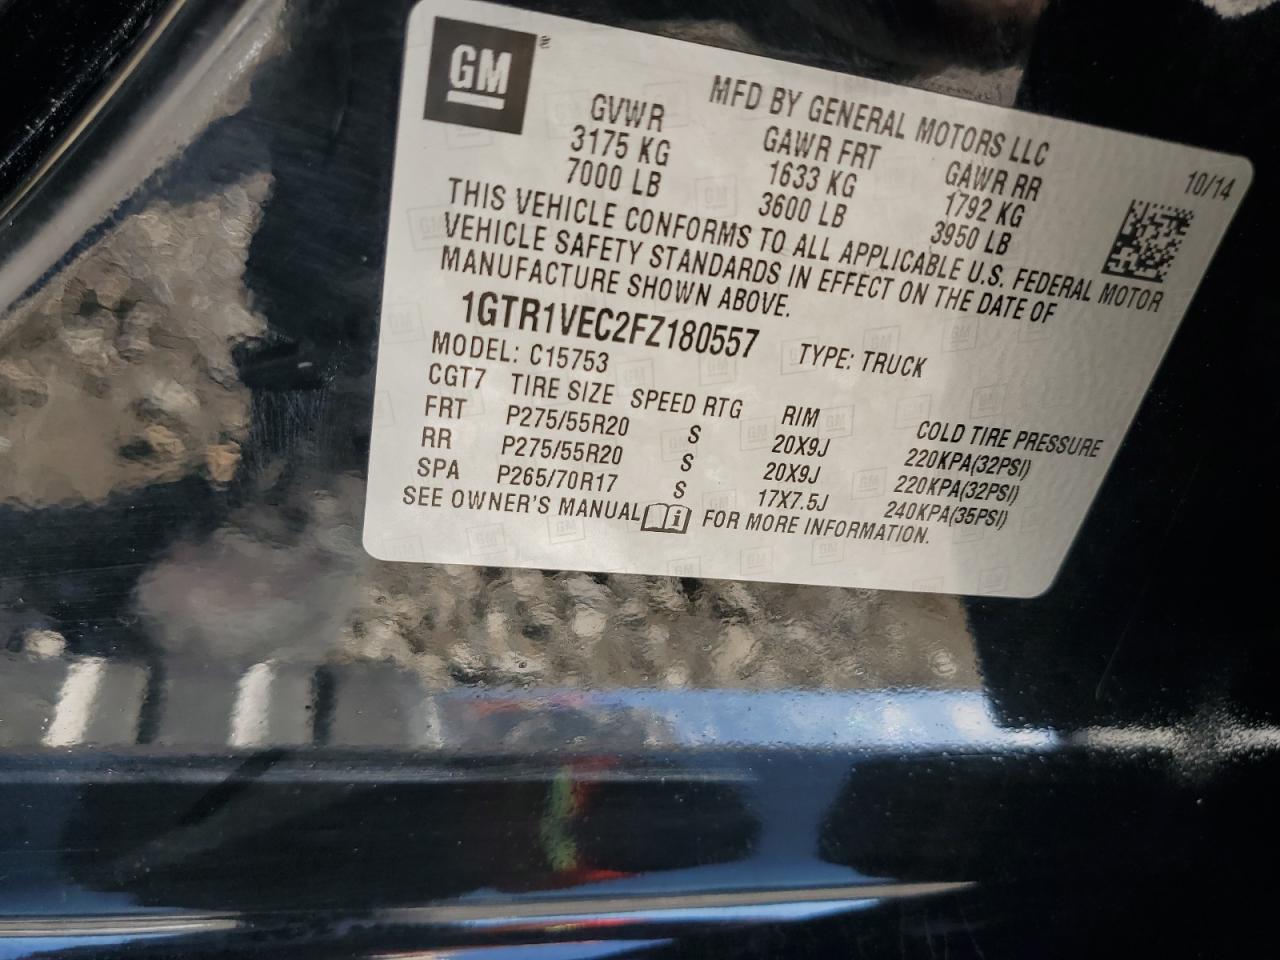 GM®
MFD BY GENERAL MOTORS LLC
10/14
GVWR GAWR FRT GAWR RR
3175 KG 1633 KG 1792 KG
7000 LB 3600 LB 3950 LB
THIS VEHICLE CONFORMS TO ALL APPLICABLE U.S. FEDERAL MOTOR
VEHICLE SAFETY STANDARDS IN EFFECT ON THE DATE OF
MANUFACTURE SHOWN ABOVE.
1GTR1VEC2FZ180557 TYPE: TRUCK
MODEL: C15753
CGT7 TIRE SIZE SPEED RTG RIM COLD TIRE PRESSURE
FRT P275/55R20 S 20X9J 220KPA(32PSI)
RR P275/55R20 S 20X9J 220KPA(32PSI)
SPA P265/70R17 S 17X7.5J 240KPA(35PSI)
SEE OWNER'S MANUAL i FOR MORE INFORMATION.